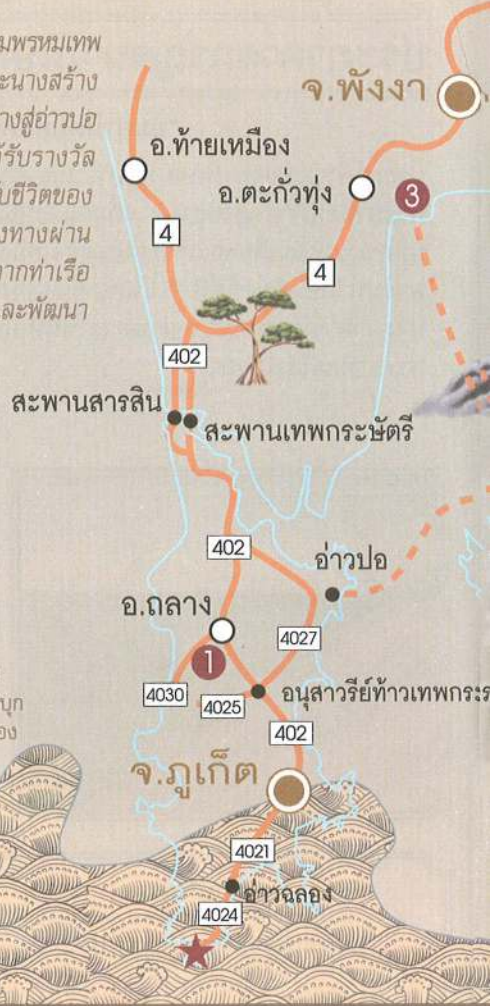 มพรหมเทพ
ะนางสร้าง
างสู่อ่าวปอ
รับรางวัล
บชีวิตของ
งทางผ่าน
จากท่าเรือ
ละพัฒนา
จ.พังงา
อ.ท้ายเหมือง
อ.ตะกั่วทุ่ง
3
4
4
402
สะพานสารสิน
สะพานเทพกระษัตรี
402
อ่าวปอ
อ.ถลาง
4027
1
4030
4025
อนุสาวรีย์ท้าวเทพกระ
402
บุก
อง
จ.ภูเก็ต
4021
อ่าวฉลอง
4024